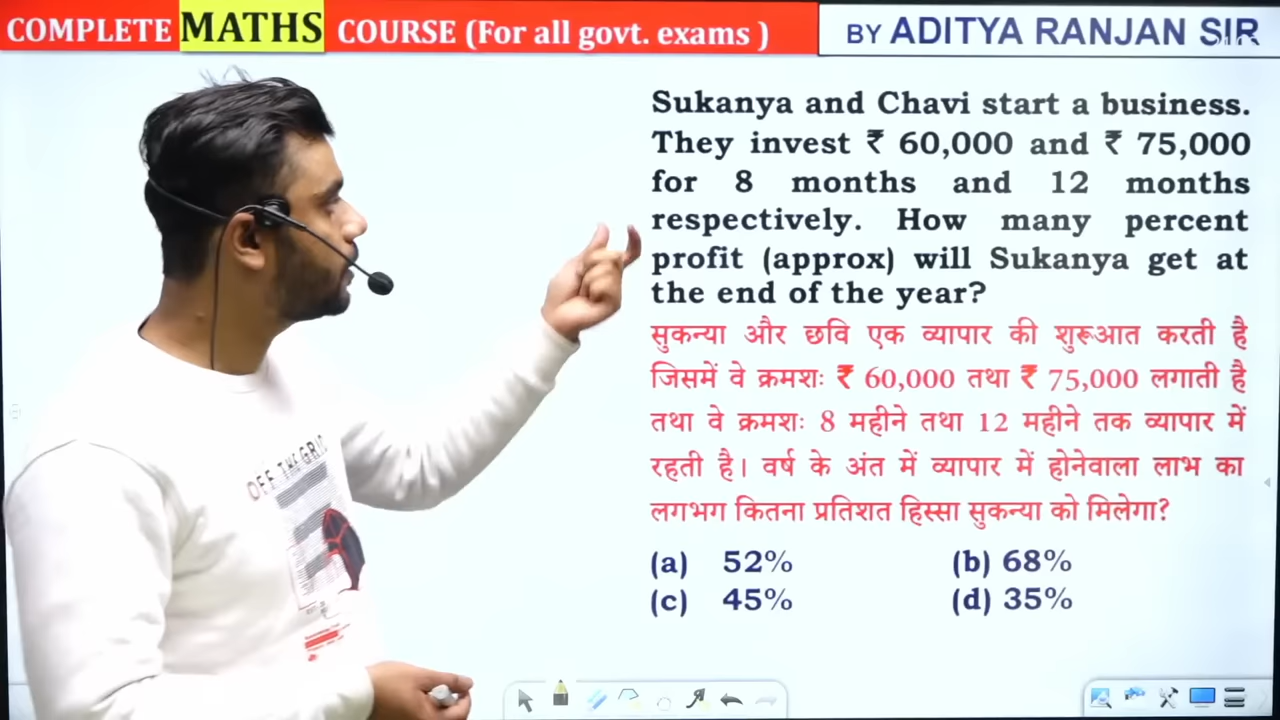 COMPLETE MATHS COURSE (For all govt. exams )
BY ADITYA RANJAN SIR
Sukanya and Chavi start a business.
They invest ₹ 60,000 and ₹ 75,000
for 8 months and 12 months
respectively. How many percent
profit (approx) will Sukanya get at
the end of the year?
सुकन्या और छवि एक व्यापार की शुरूआत करती है
जिसमें वे क्रमशः ₹ 60,000 तथा ₹ 75,000 लगाती है
तथा वे क्रमशः 8 महीने तथा 12 महीने तक व्यापार में
रहती है। वर्ष के अंत में व्यापार में होनेवाला लाभ का
लगभग कितना प्रतिशत हिस्सा सुकन्या को मिलेगा?
(a) 52% (b) 68%
(c) 45% (d) 35%
OFF THE GRID